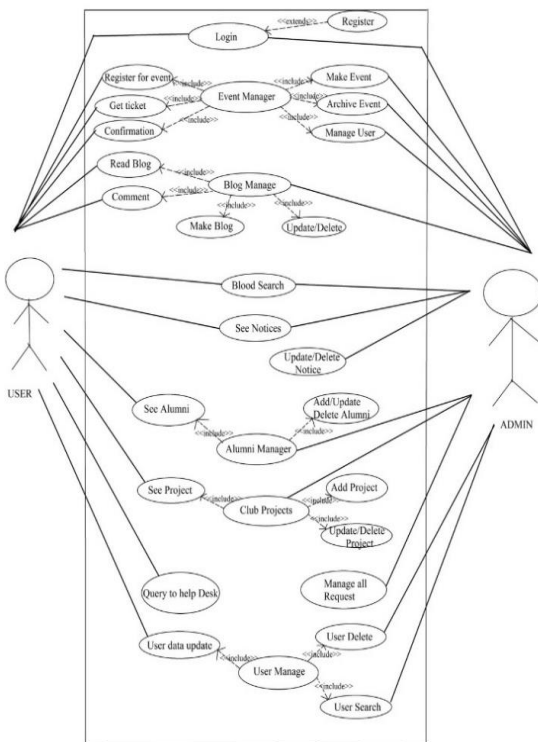 Register
<<extends>>
Login
Register for event
<<include>>
<<include>>
Make Event
Get ticket
<<include>>
Event Manager
<<include>>
Archive Event
Confirmation
<<include>>
<<include>>
Manage User
Read Blog
<<include>>
Comment
<<include>>
Blog Manage
<<include>>
<<include>>
Make Blog
Update/Delete
Blood Search
See Notices
Update/Delete
Notice
USER
ADMIN
See Alumni
<<include>>
Add/Update
Delete Alumni
<<include>>
Alumni Manager
See Project
<<include>>
Club Projects
<<include>>
Add Project
<<include>>
Update/Delete
Project
Query to help Desk
Manage all
Request
User data update
<<include>>
User Manage
<<include>>
User Delete
<<include>>
User Search